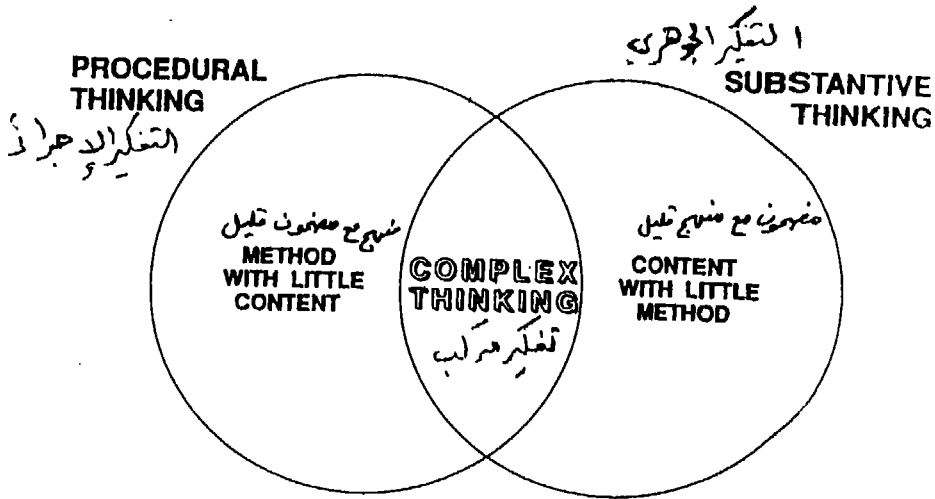 PROCEDURAL
THINKING
التفكير الإجرائي
التفكير الجوهري
SUBSTANTIVE
THINKING
منهج مع مضمون قليل
METHOD
WITH LITTLE
CONTENT
COMPLEX
THINKING
تفكير مركب
مضمون مع منهج قليل
CONTENT
WITH LITTLE
METHOD